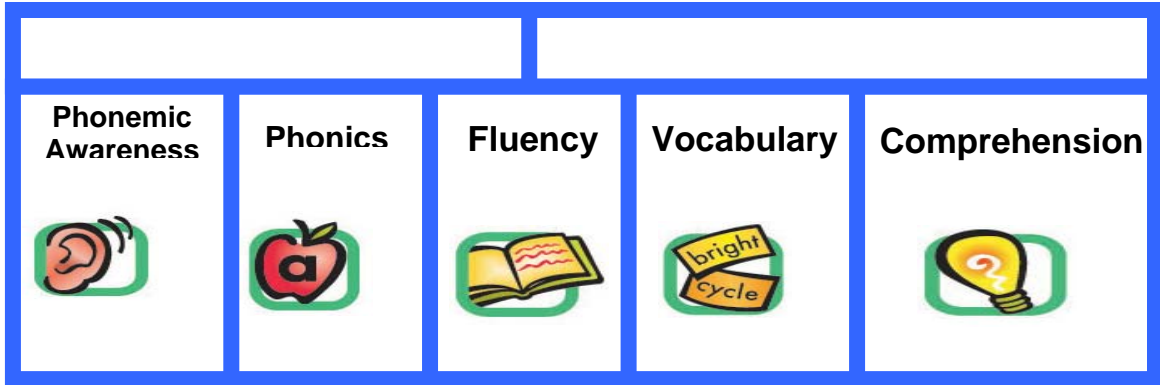 Phonemic
Awareness
Phonics
Fluency
Vocabulary
Comprehension
a
bright
cycle